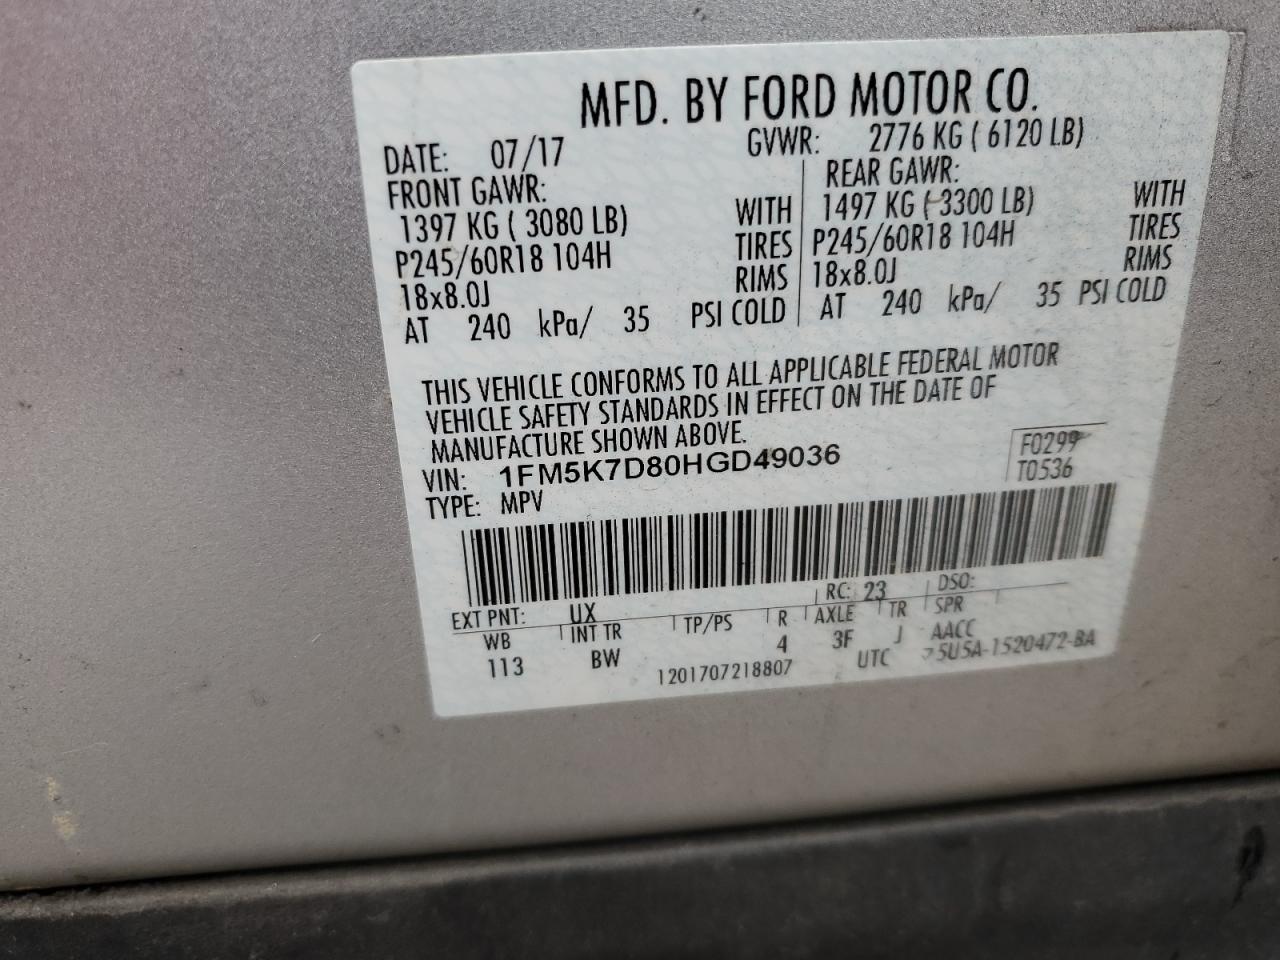 MFD. BY FORD MOTOR CO.
DATE: 07/17 GVWR: 2776 KG ( 6120 LB)
FRONT GAWR: REAR GAWR:
1397 KG ( 3080 LB) WITH 1497 KG ( 3300 LB) WITH
P245/60R18 104H TIRES P245/60R18 104H TIRES
18x8.0J RIMS 18x8.0J RIMS
AT 240 kPa/ 35 PSI COLD AT 240 kPa/ 35 PSI COLD
THIS VEHICLE CONFORMS TO ALL APPLICABLE FEDERAL MOTOR
VEHICLE SAFETY STANDARDS IN EFFECT ON THE DATE OF
MANUFACTURE SHOWN ABOVE.
VIN: 1FM5K7D80HGD49036 F0299
TYPE: MPV T0536
EXT PNT: UX RC: 23 DSO:
WB INT TR TP/PS R AXLE TR SPR
113 BW 4 3F J AACC
1201707218807 UTC 5U5A-1520472-BA